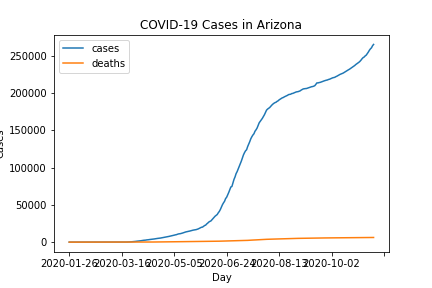 COVID-19 Cases in Arizona
cases
deaths
250000
200000
150000
100000
50000
0
cases
2020-01-26 2020-03-16 2020-05-05 2020-06-24 2020-08-13 2020-10-02
Day